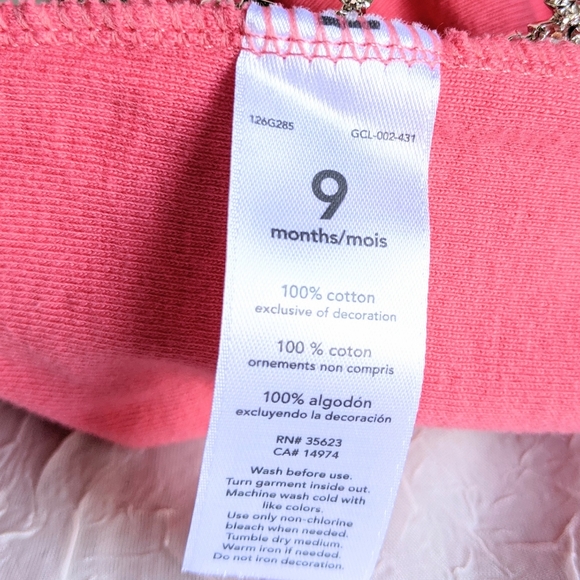 126G285 GCL-002-431
9
months/mois
100% cotton
exclusive of decoration
100 % coton
ornements non compris
100% algodón
excluyendo la decoración
RN# 35623
CA# 14974
Wash before use.
Turn garment inside out.
Machine wash cold with
like colors.
Use only non-chlorine
bleach when needed.
Tumble dry medium.
Warm iron if needed.
Do not iron decoration.